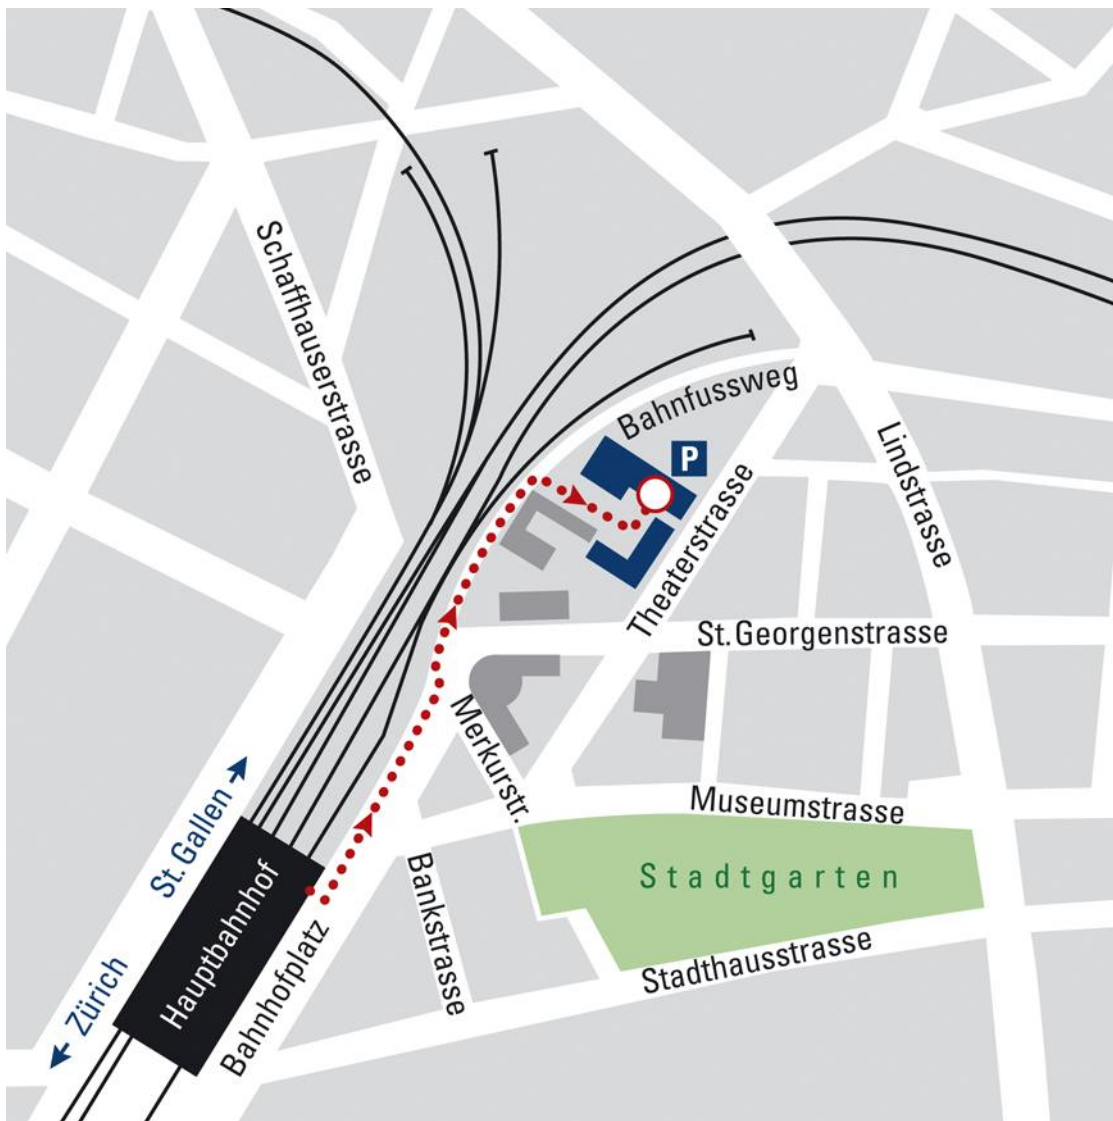 Schaffhauserstrasse
Bahnfussweg
P
Lindstrasse
Theaterstrasse
St. Georgenstrasse
Merkurstr.
St. Gallen
Museumstrasse
Stadtgarten
Hauptbahnhof
Bankstrasse
Bahnhofplatz
Stadthausstrasse
Zürich